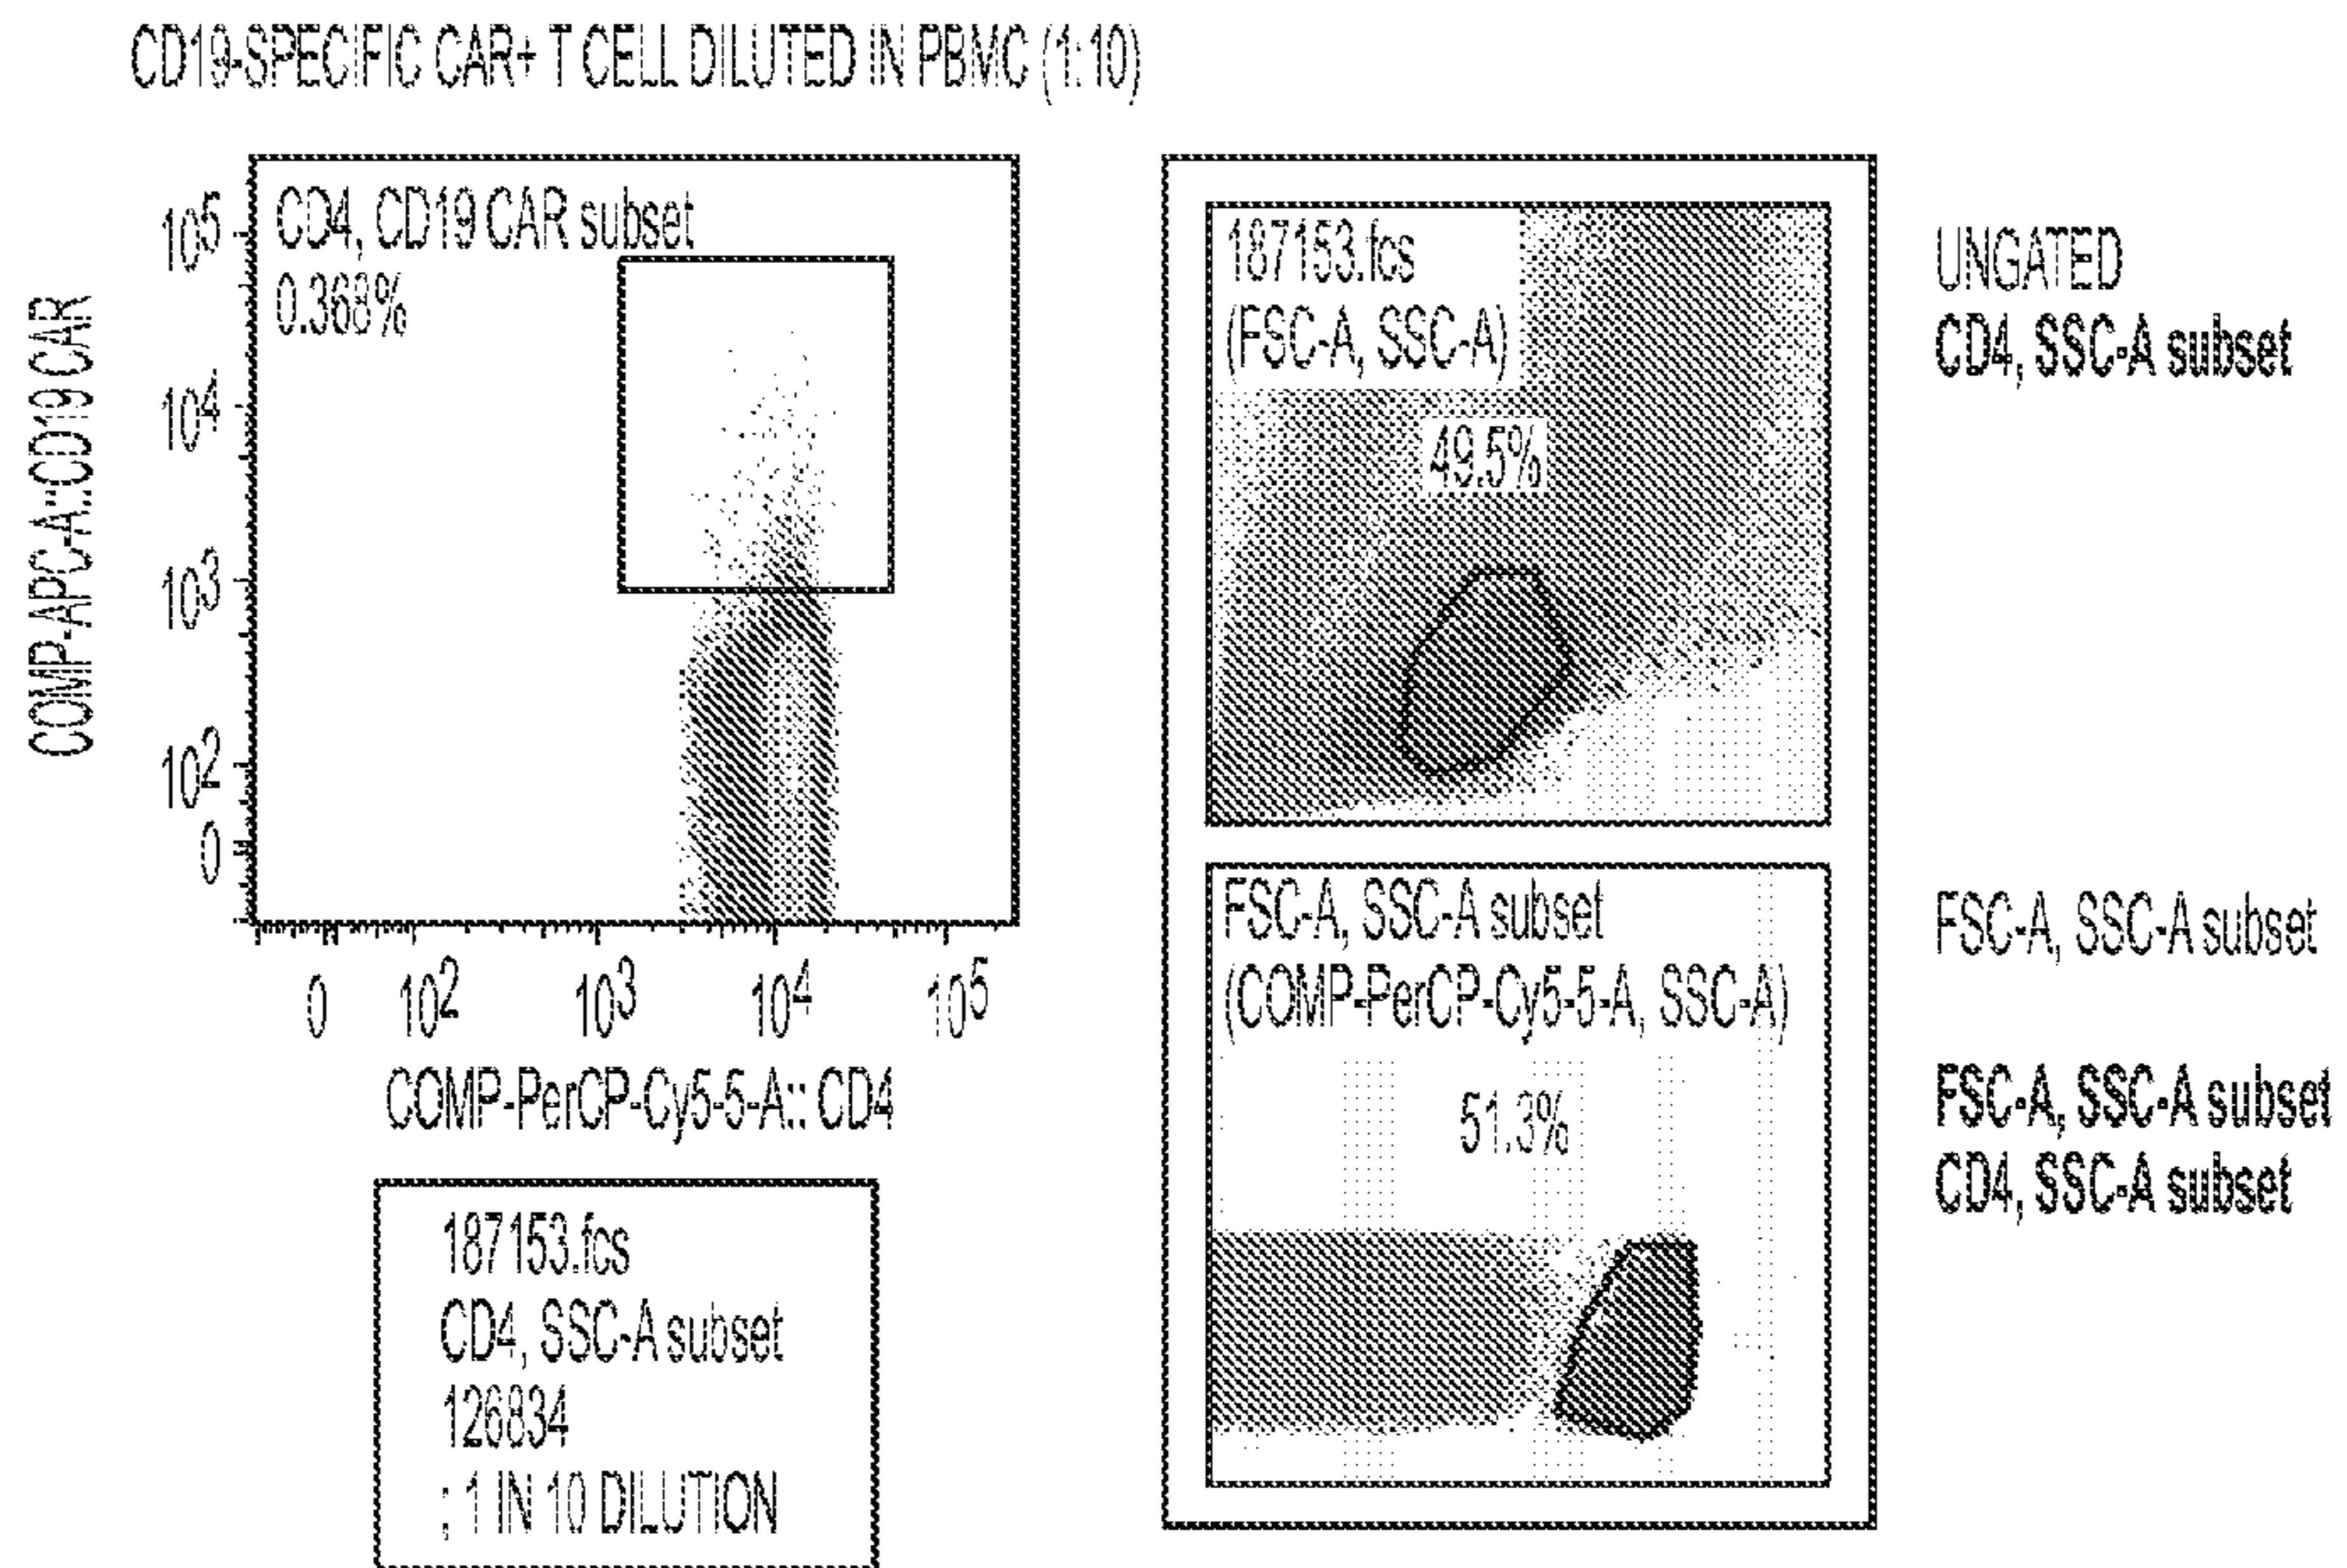 CD19-SPECIFIC CAR+ T CELL DILUTED IN PBMC (1:10)
COMP-APC-A::CD19 CAR
CD4, CD19 CAR subset
0.368%
10^5
10^4
10^3
10^2
0
0 10^2 10^3 10^4 10^5
COMP-PerCP-Cy5-5-A:: CD4
187153.fcs
CD4, SSC-A subset
126834
; 1 IN 10 DILUTION
187153.fcs
(FSC-A, SSC-A)
49.5%
UNGATED
CD4, SSC-A subset
FSC-A, SSC-A subset
(COMP-PerCP-Cy5-5-A, SSC-A)
51.3%
FSC-A, SSC-A subset
FSC-A, SSC-A subset
CD4, SSC-A subset